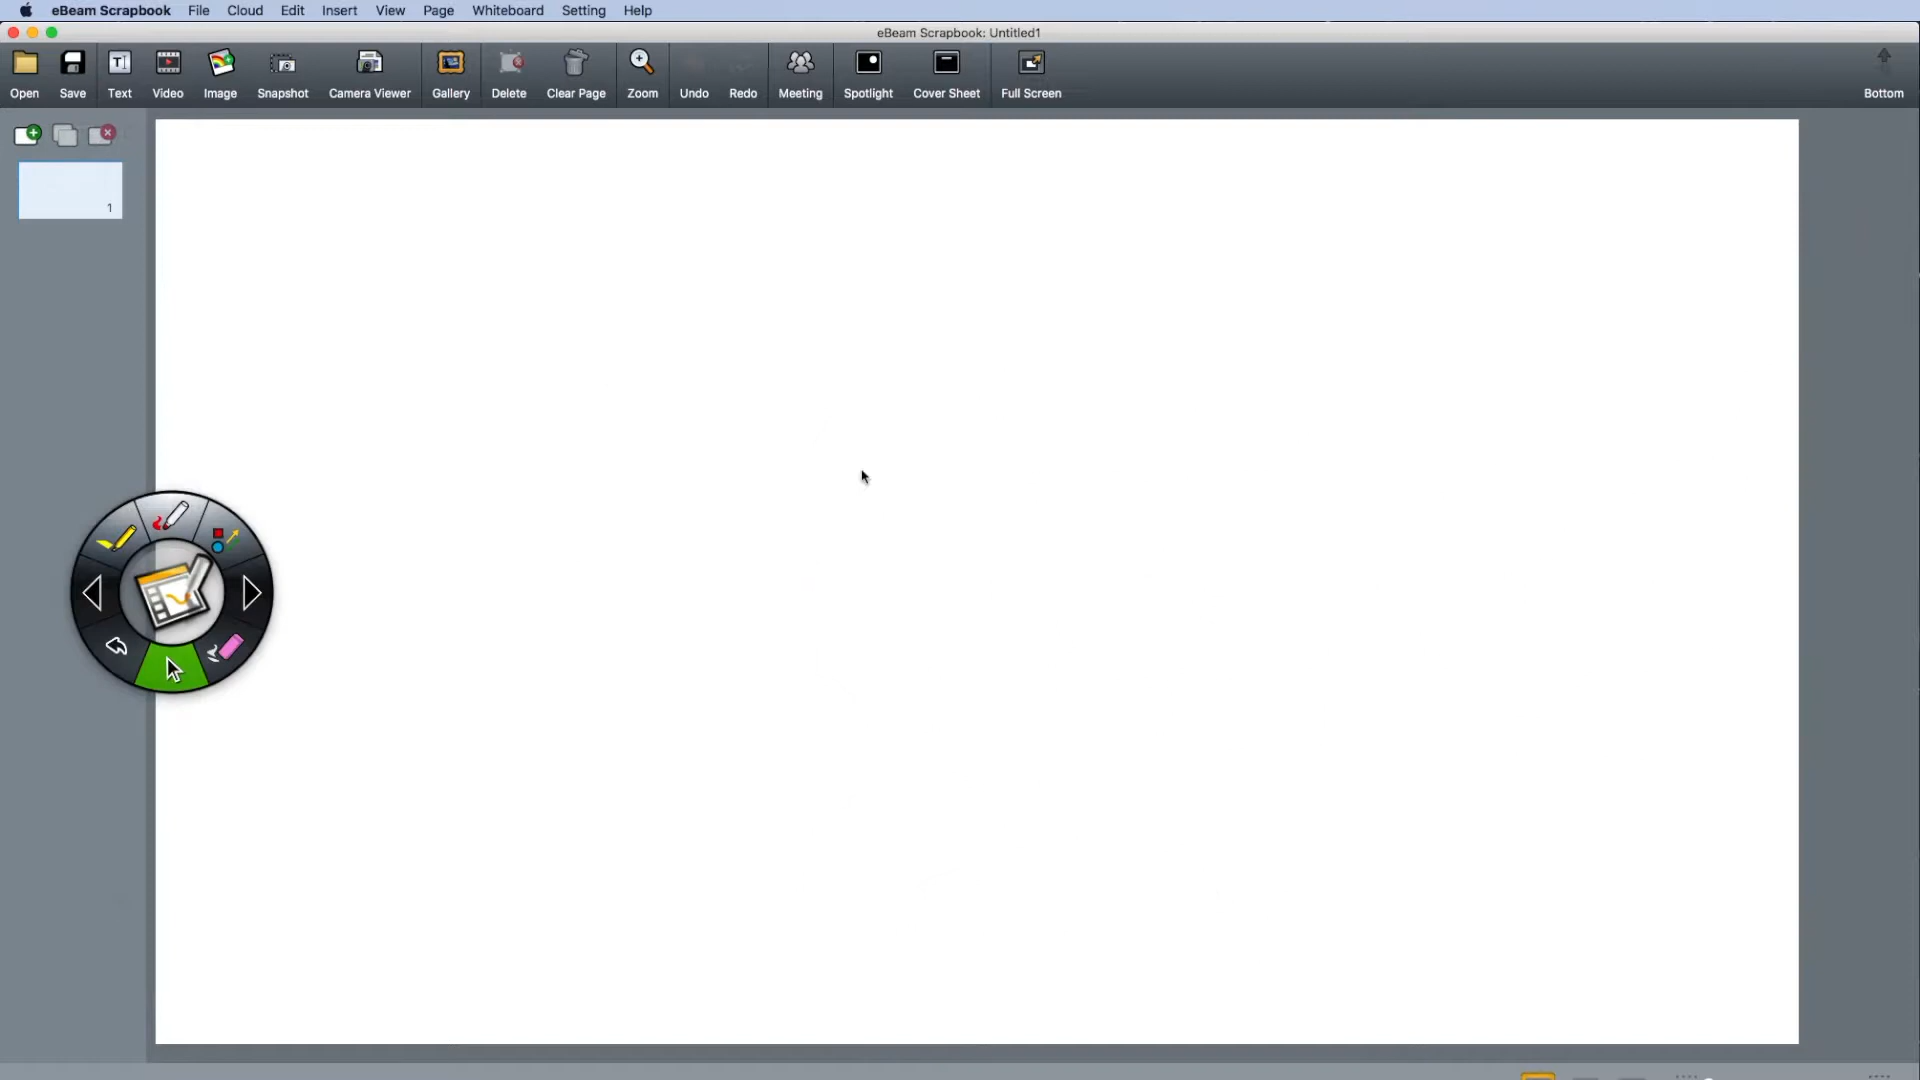 eBeam Scrapbook File Cloud Edit Insert View Page Whiteboard Setting Help
eBeam Scrapbook: Untitled1
Open Save Text Video Image Snapshot Camera Viewer Gallery Delete Clear Page Zoom Undo Redo Meeting Spotlight Cover Sheet Full Screen Bottom
1